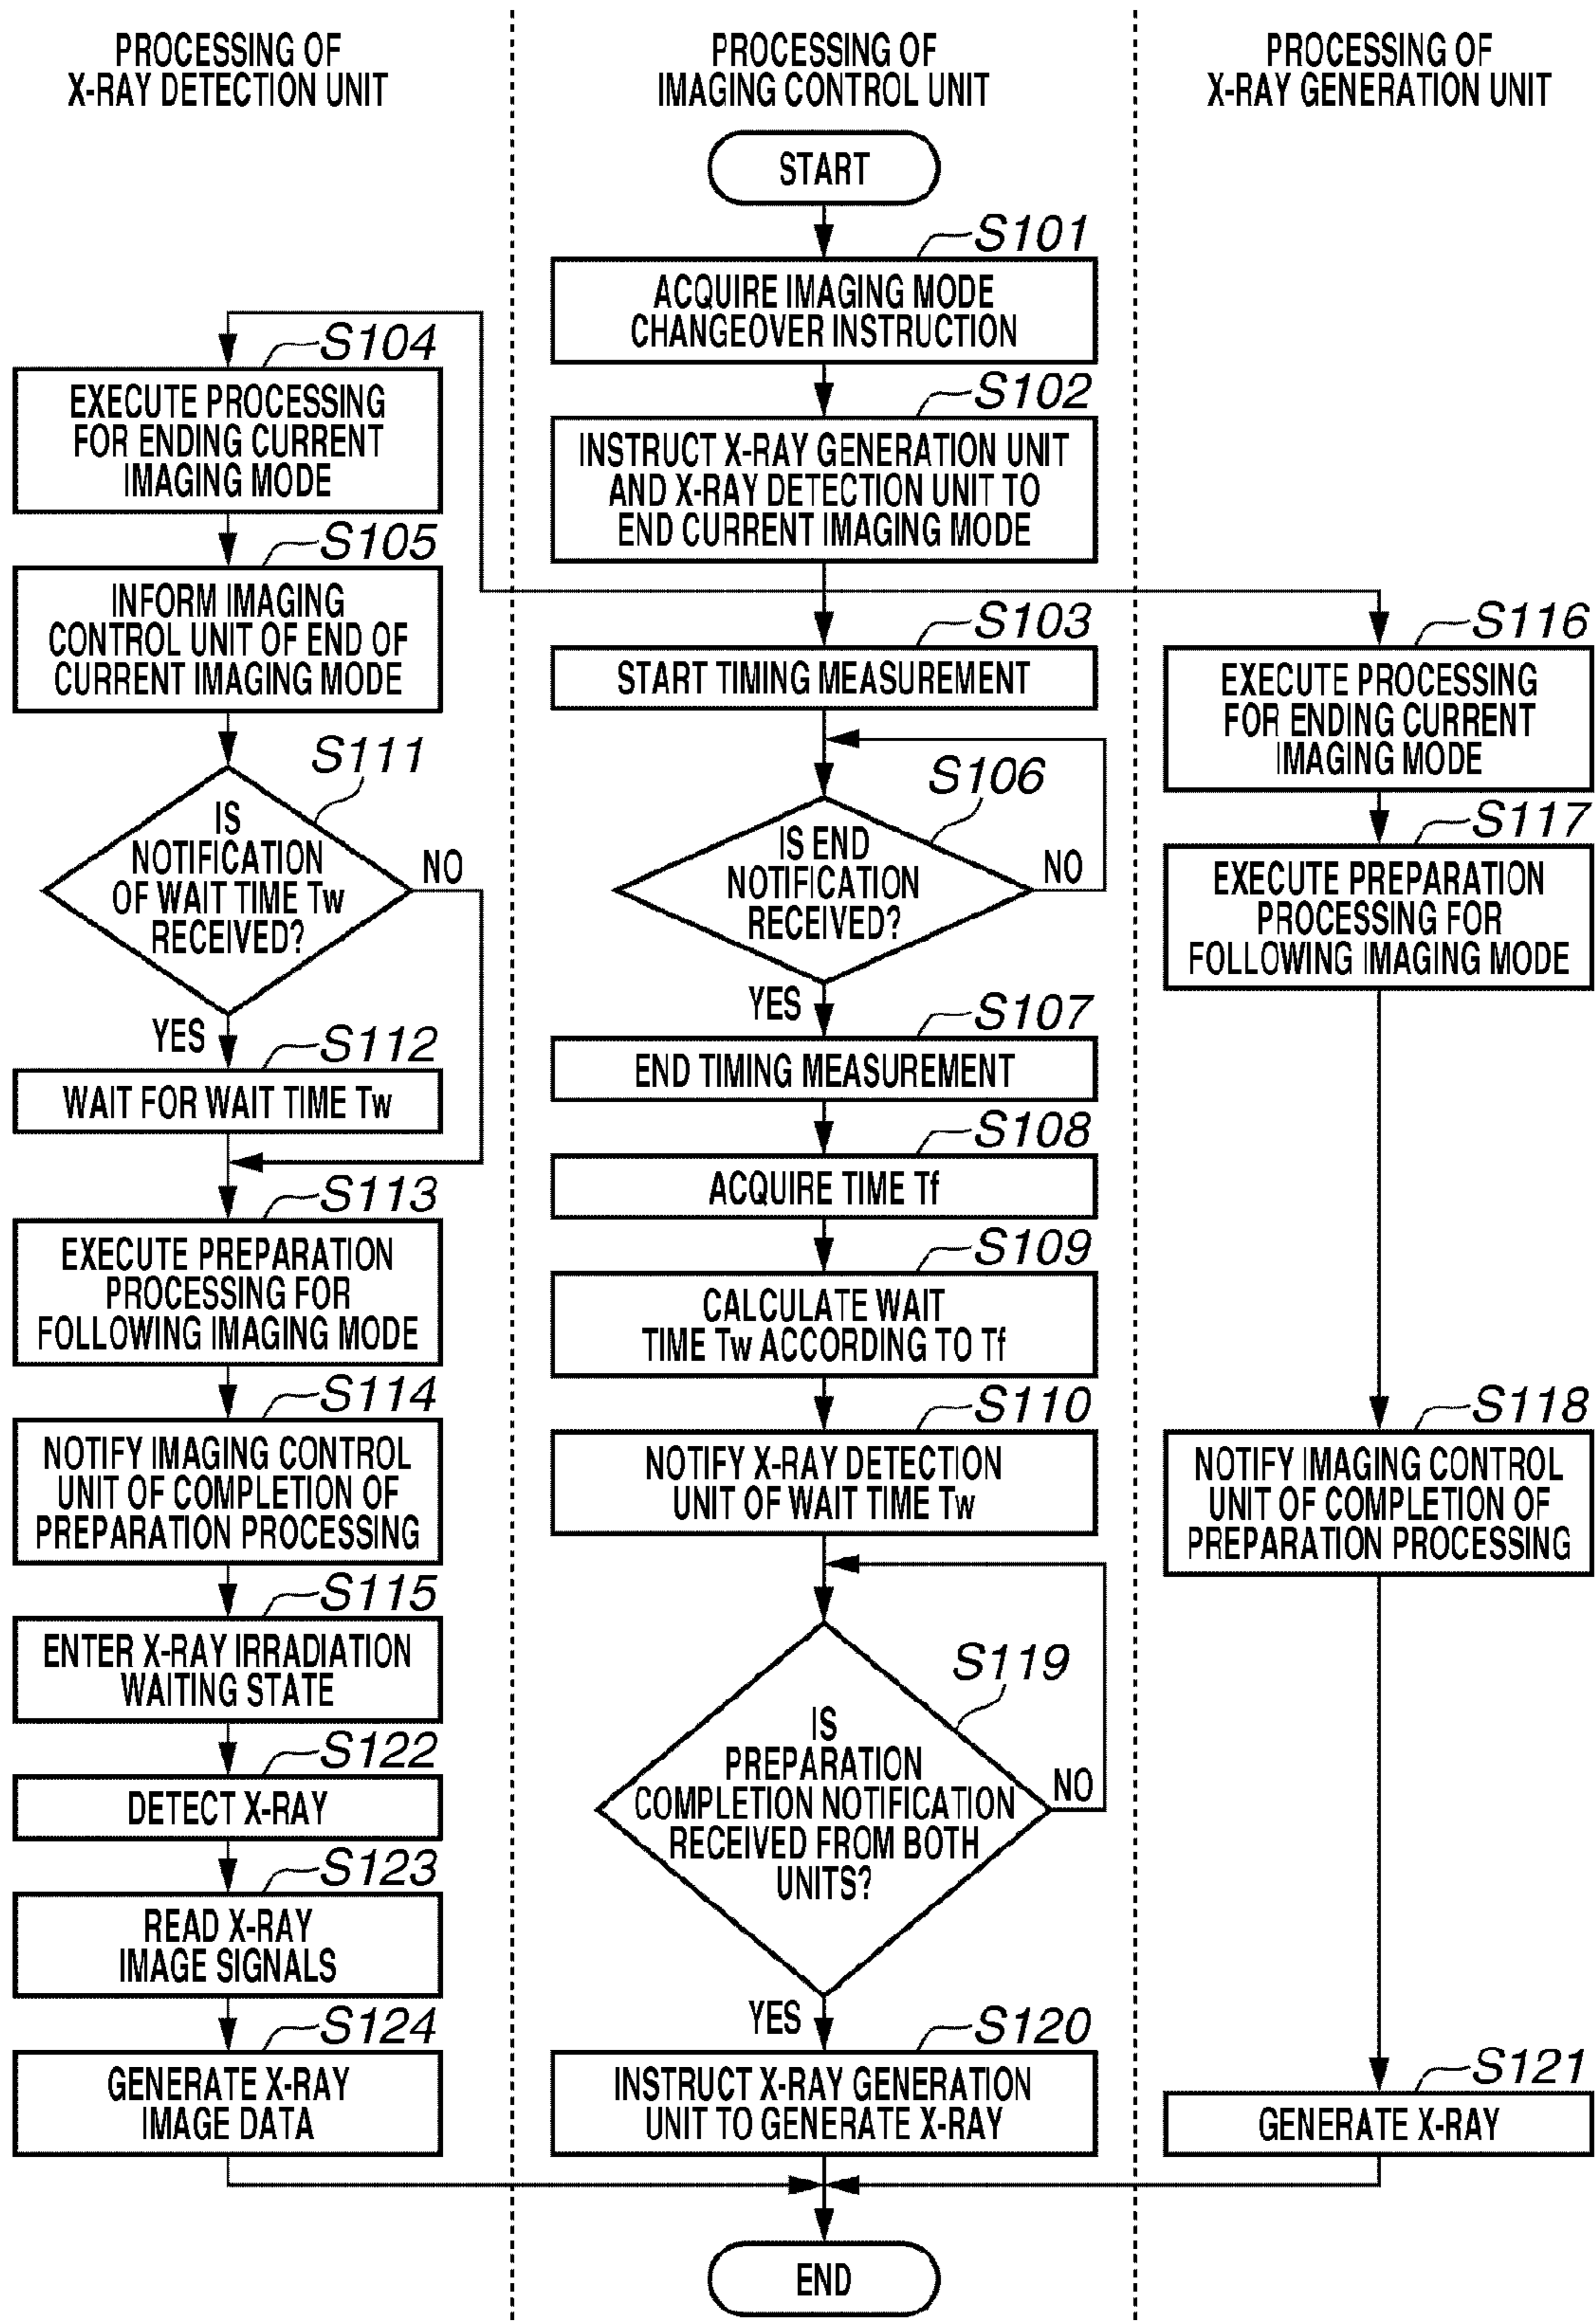 PROCESSING OF
X-RAY DETECTION UNIT
S104
EXECUTE PROCESSING
FOR ENDING CURRENT
IMAGING MODE
S105
INFORM IMAGING
CONTROL UNIT OF END OF
CURRENT IMAGING MODE
S111
IS
NOTIFICATION
OF WAIT TIME Tw
RECEIVED?
NO
YES
S112
WAIT FOR WAIT TIME Tw
S113
EXECUTE PREPARATION
PROCESSING FOR
FOLLOWING IMAGING MODE
S114
NOTIFY IMAGING CONTROL
UNIT OF COMPLETION OF
PREPARATION PROCESSING
S115
ENTER X-RAY IRRADIATION
WAITING STATE
S122
DETECT X-RAY
S123
READ X-RAY
IMAGE SIGNALS
S124
GENERATE X-RAY
IMAGE DATA
PROCESSING OF
IMAGING CONTROL UNIT
START
S101
ACQUIRE IMAGING MODE
CHANGEOVER INSTRUCTION
S102
INSTRUCT X-RAY GENERATION UNIT
AND X-RAY DETECTION UNIT TO
END CURRENT IMAGING MODE
S103
START TIMING MEASUREMENT
S106
IS END
NOTIFICATION
RECEIVED?
NO
YES
S107
END TIMING MEASUREMENT
S108
ACQUIRE TIME Tf
S109
CALCULATE WAIT
TIME Tw ACCORDING TO Tf
S110
NOTIFY X-RAY DETECTION
UNIT OF WAIT TIME Tw
S119
IS
PREPARATION
COMPLETION NOTIFICATION
RECEIVED FROM BOTH
UNITS?
NO
YES
S120
INSTRUCT X-RAY GENERATION
UNIT TO GENERATE X-RAY
END
PROCESSING OF
X-RAY GENERATION UNIT
S116
EXECUTE PROCESSING
FOR ENDING CURRENT
IMAGING MODE
S117
EXECUTE PREPARATION
PROCESSING FOR
FOLLOWING IMAGING MODE
S118
NOTIFY IMAGING CONTROL
UNIT OF COMPLETION OF
PREPARATION PROCESSING
S121
GENERATE X-RAY